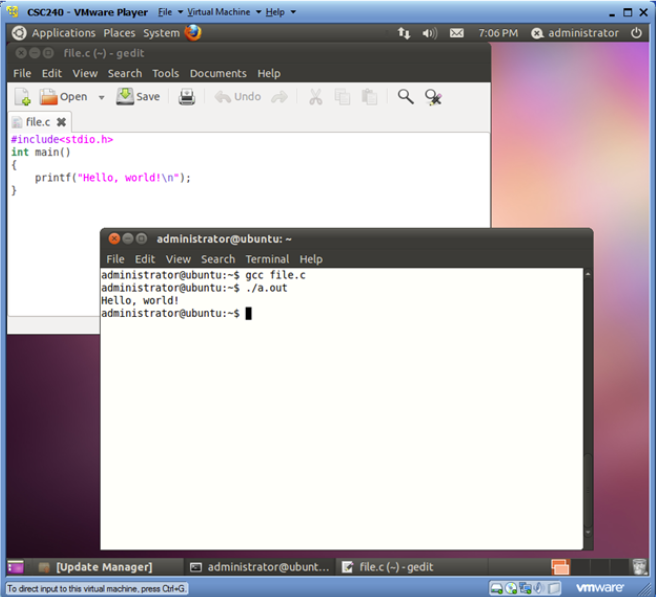 CSC240 - VMware Player File Virtual Machine Help
Applications Places System 7:06 PM administrator
file.c (~) - gedit
File Edit View Search Tools Documents Help
Open Save Undo
file.c
#include<stdio.h>
int main()
{
printf("Hello, world!\n");
}
administrator@ubuntu: ~
File Edit View Search Terminal Help
administrator@ubuntu:~$ gcc file.c
administrator@ubuntu:~$ ./a.out
Hello, world!
administrator@ubuntu:~$
[Update Manager] administrator@ubunt... file.c (~) - gedit
To direct input to this virtual machine, press Ctrl+G. vmware